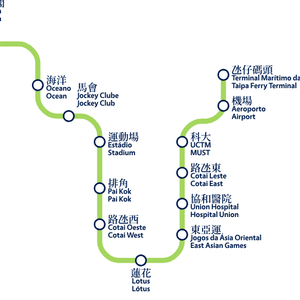 海洋
Oceano
Ocean
馬會
Jockey Clube
Jockey Club
運動場
Estádio
Stadium
排角
Pai Kok
Pai Kok
路氹西
Cotai Oeste
Cotai West
蓮花
Lotus
Lótus
東亞運
Jogos da Ásia Oriental
East Asian Games
協和醫院
Union Hospital
Hospital Union
路氹東
Cotai Leste
Cotai East
科大
UCTM
MUST
機場
Aeroporto
Airport
氹仔碼頭
Terminal Marítimo da
Taipa Ferry Terminal